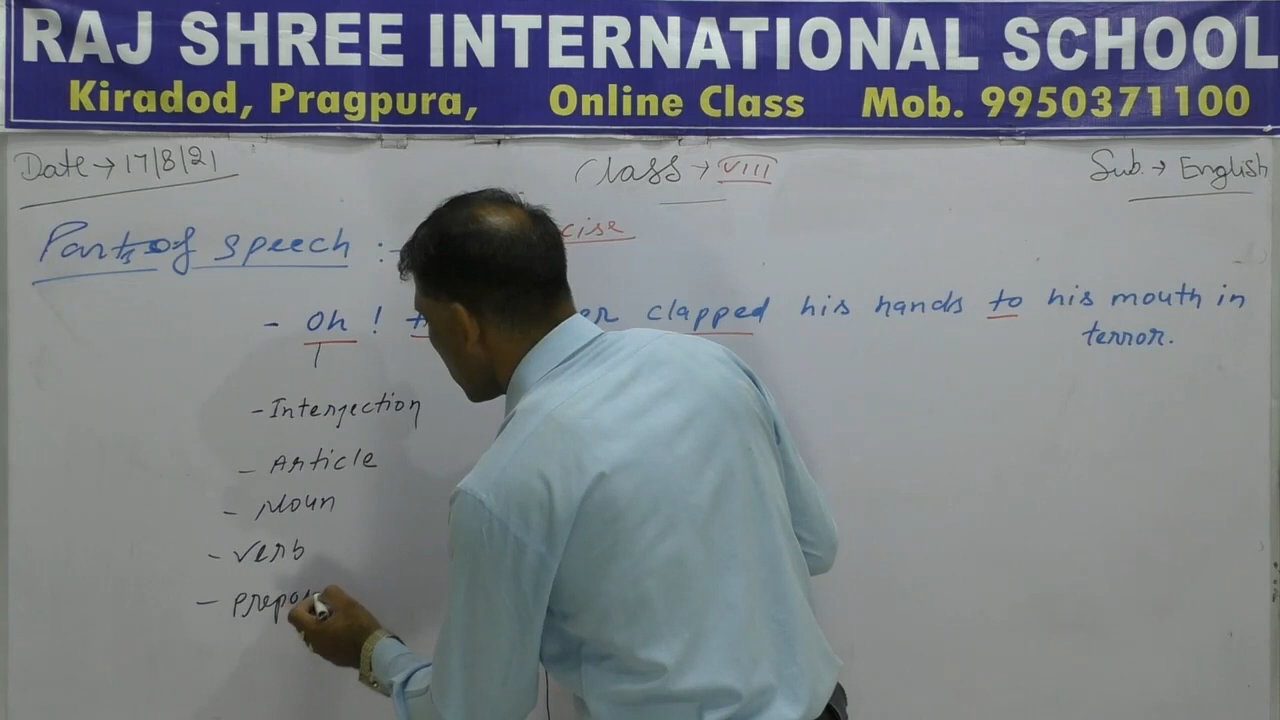 RAJ SHREE INTERNATIONAL SCHOOL
Kiradod, Pragpura, Online Class Mob. 9950371100
Date → 17/8/21 Class → VIII Sub. → English
Parts of speech :- cise
- Oh ! er clapped his hands to his mouth in
terror.
- Interjection
- Article
- Noun
- verb
- prepo